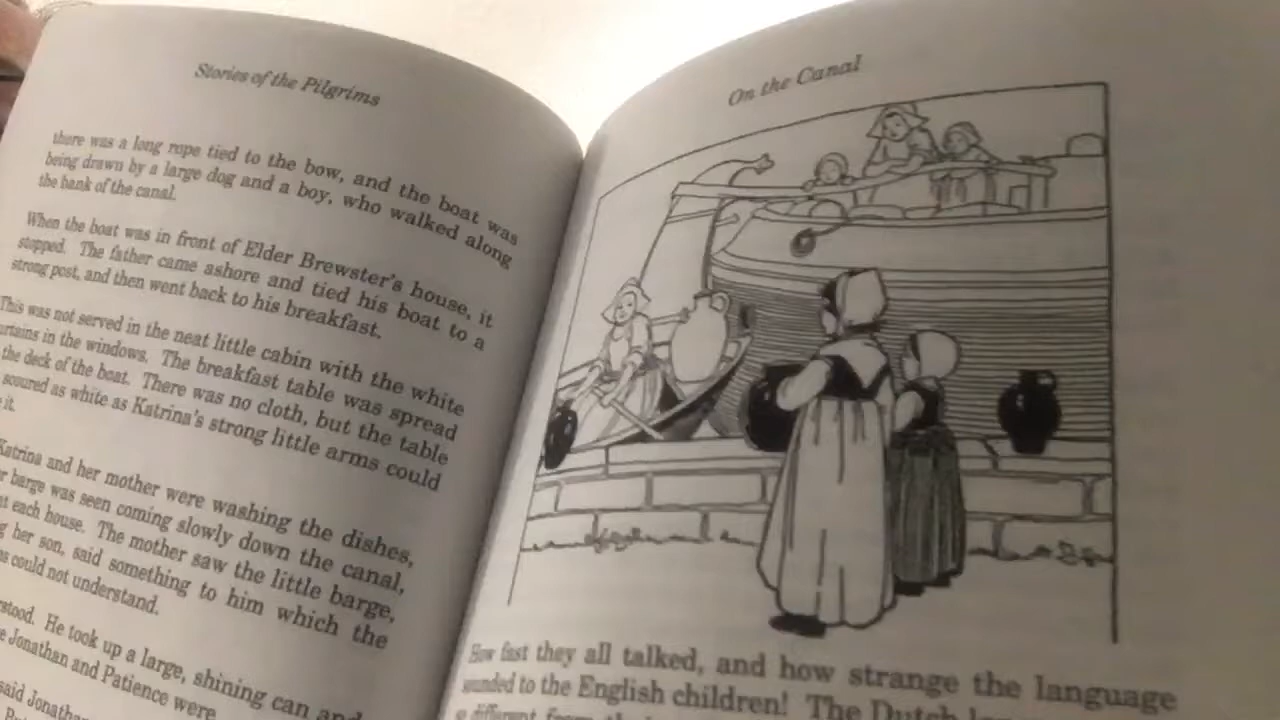 Stories of the Pilgrims
there was a long rope tied to the bow, and the boat was
being drawn by a large dog and a boy, who walked along
the bank of the canal.
When the boat was in front of Elder Brewster's house, it
stopped. The father came ashore and tied his boat to a
strong post, and then went back to his breakfast.
This was not served in the neat little cabin with the white
curtains in the windows. The breakfast table was spread
the deck of the boat. There was no cloth, but the table
scoured as white as Katrina's strong little arms could
it.
Katrina and her mother were washing the dishes,
barge was seen coming slowly down the canal,
at each house. The mother saw the little barge,
her son, said something to him which the
could not understand.
He took up a large, shining can and
Jonathan and Patience were
said Jonathan
On the Canal
How fast they all talked, and how strange the language
sounded to the English children! The Dutch
different from